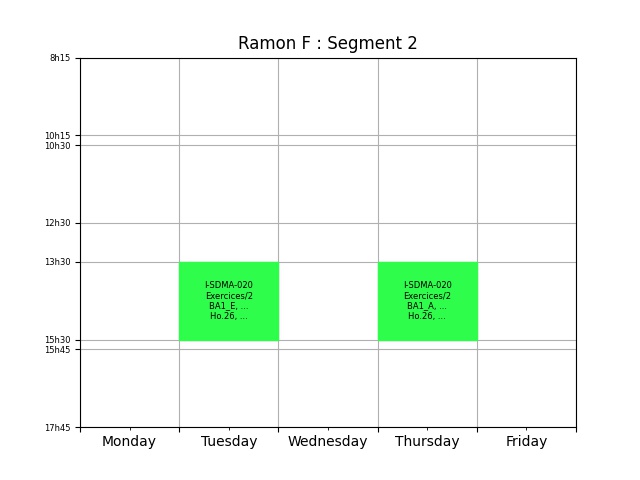 Ramon F : Segment 2
8h15
10h15
10h30
12h30
13h30
15h30
15h45
17h45
I-SDMA-020
Exercices/2
BA1_E, ...
Ho.26, ...
I-SDMA-020
Exercices/2
BA1_A, ...
Ho.26, ...
Monday Tuesday Wednesday Thursday Friday